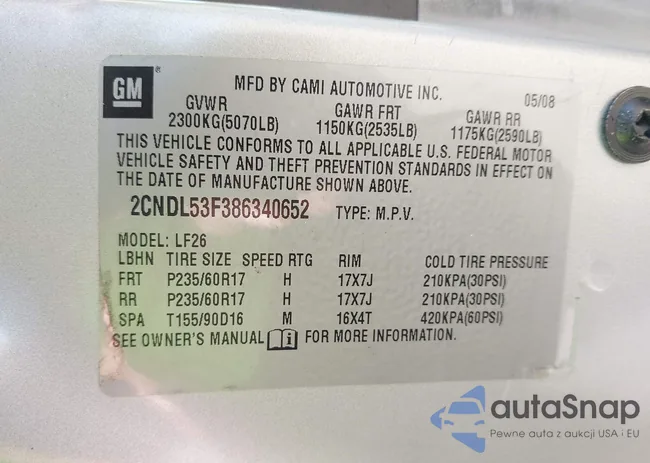 GM ®
MFD BY CAMI AUTOMOTIVE INC. 05/08
GVWR GAWR FRT GAWR RR
2300KG(5070LB) 1150KG(2535LB) 1175KG(2590LB)
THIS VEHICLE CONFORMS TO ALL APPLICABLE U.S. FEDERAL MOTOR
VEHICLE SAFETY AND THEFT PREVENTION STANDARDS IN EFFECT ON
THE DATE OF MANUFACTURE SHOWN ABOVE.
2CNDL53F386340652 TYPE: M.P.V.
MODEL: LF26
LBHN TIRE SIZE SPEED RTG RIM COLD TIRE PRESSURE
FRT P235/60R17 H 17X7J 210KPA(30PSI)
RR P235/60R17 H 17X7J 210KPA(30PSI)
SPA T155/90D16 M 16X4T 420KPA(60PSI)
SEE OWNER'S MANUAL i FOR MORE INFORMATION.
autaSnap
Pewne auta z aukcji USA i EU